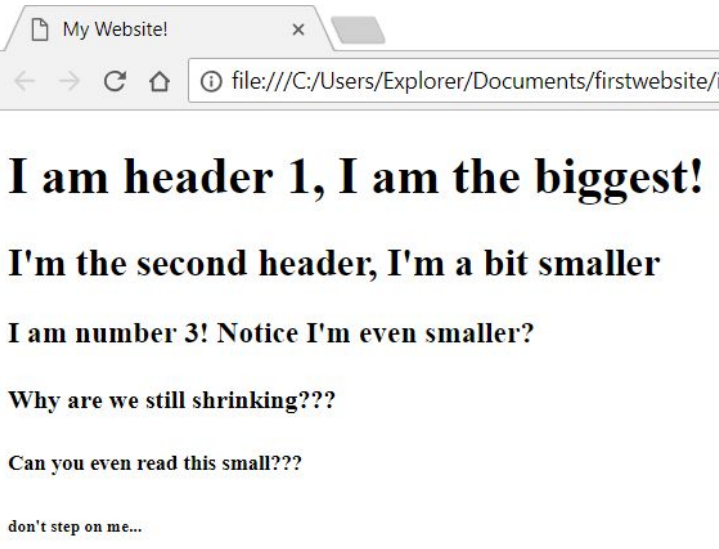 My Website!
file:///C:/Users/Explorer/Documents/firstwebsite/
I am header 1, I am the biggest!
I'm the second header, I'm a bit smaller
I am number 3! Notice I'm even smaller?
Why are we still shrinking???
Can you even read this small???
don't step on me...